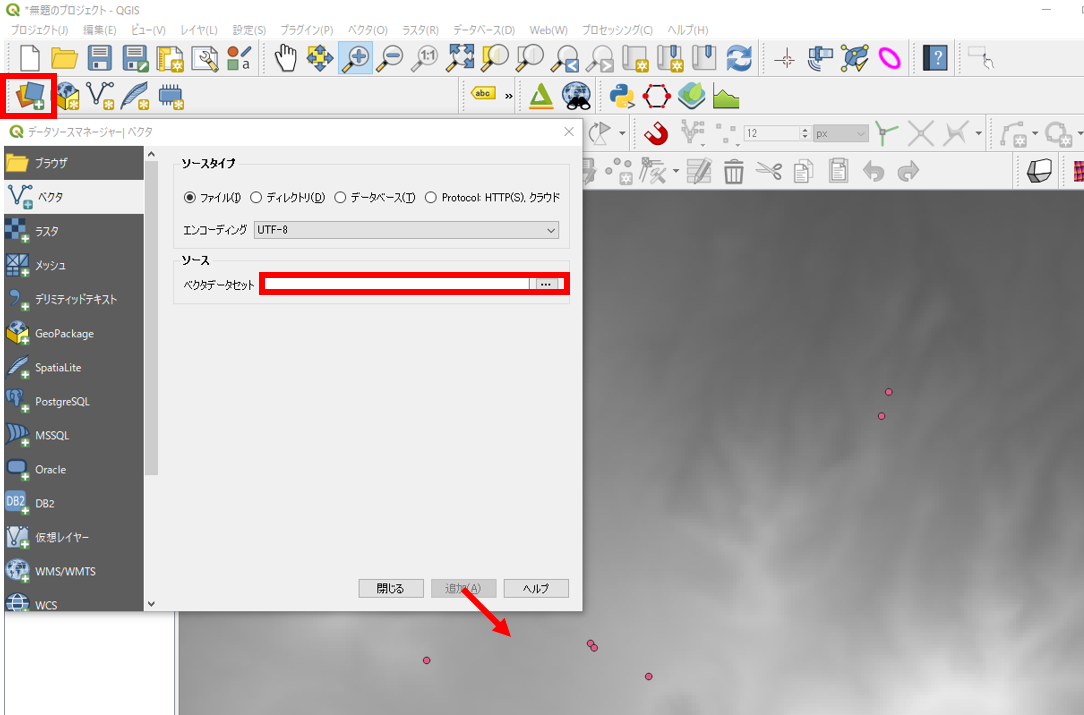 *無題のプロジェクト - QGIS
プロジェクト(J) 編集(E) ビュー(V) レイヤ(L) 設定(S) プラグイン(P) ベクタ(O) ラスタ(R) データベース(D) Web(W) プロセッシング(C) ヘルプ(H)
a 1:1 ?
abc »
データソースマネージャー | ベクタ
12 px
ブラウザ
ベクタ
ラスタ
メッシュ
デリミティッドテキスト
GeoPackage
SpatiaLite
PostgreSQL
MSSQL
Oracle
DB2 DB2
仮想レイヤー
WMS/WMTS
WCS
ソースタイプ
ファイル(I) ディレクトリ(D) データベース(T) Protocol: HTTP(S), クラウド
エンコーディング UTF-8
ソース
ベクタデータセット ...
閉じる 追加(A) ヘルプ